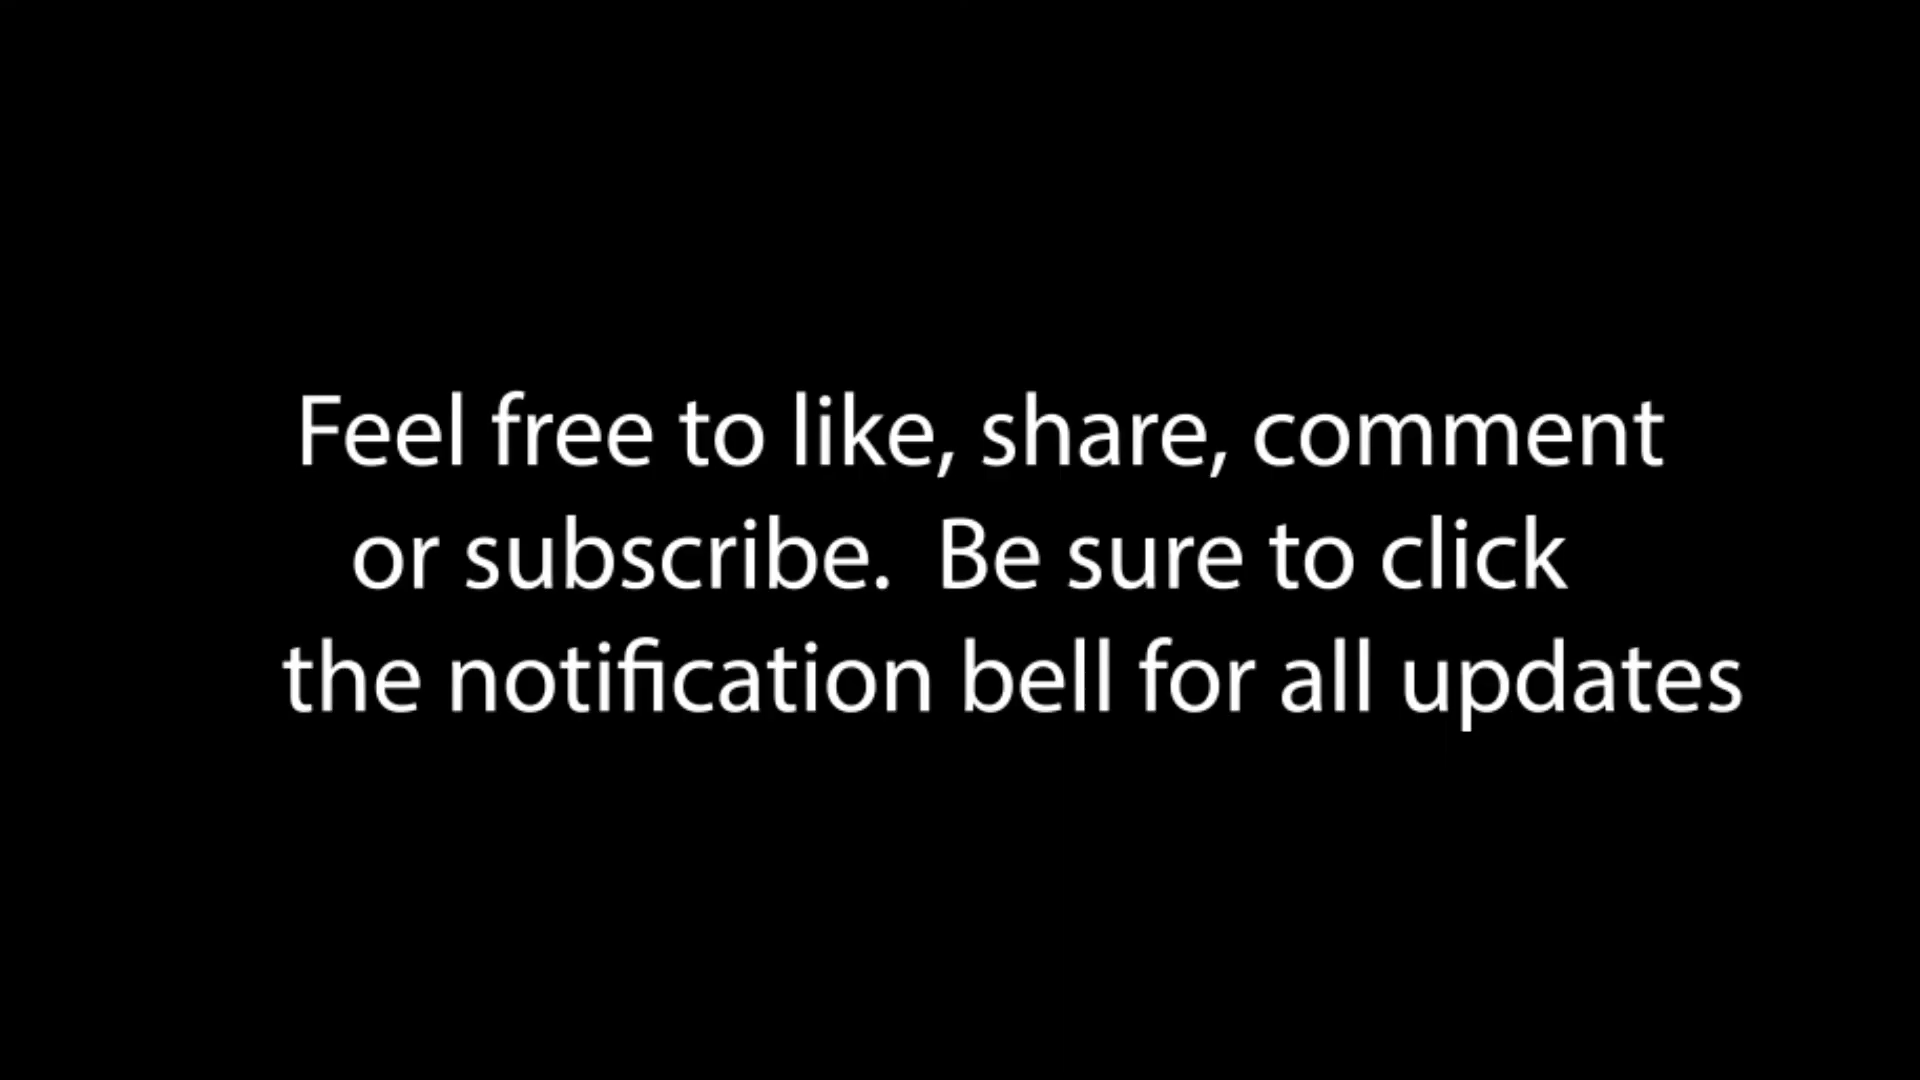 Feel free to like, share, comment
or subscribe.  Be sure to click
the notification bell for all updates